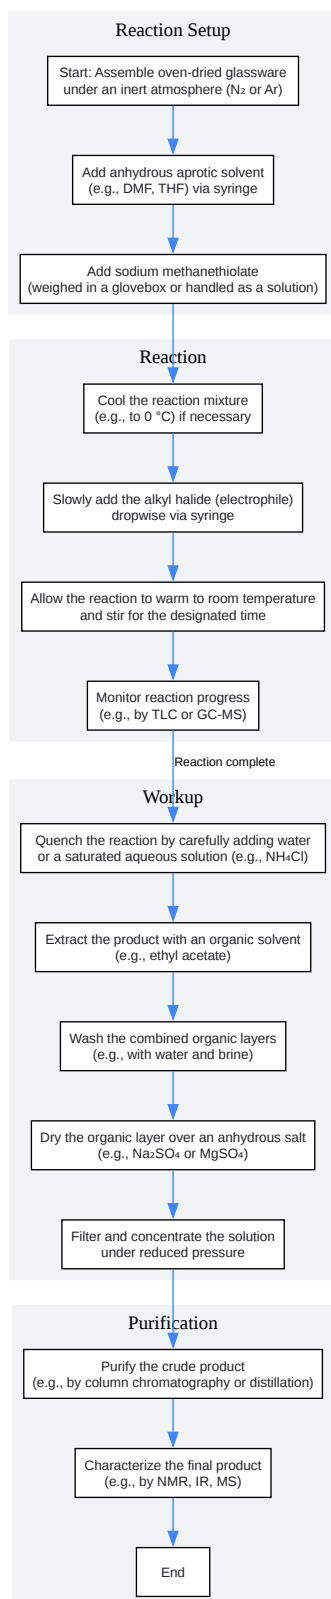 Reaction Setup
Start: Assemble oven-dried glassware
under an inert atmosphere (N₂ or Ar)
Add anhydrous aprotic solvent
(e.g., DMF, THF) via syringe
Add sodium methanethiolate
(weighed in a glovebox or handled as a solution)
Reaction
Cool the reaction mixture
(e.g., to 0 °C) if necessary
Slowly add the alkyl halide (electrophile)
dropwise via syringe
Allow the reaction to warm to room temperature
and stir for the designated time
Monitor reaction progress
(e.g., by TLC or GC-MS)
Reaction complete
Workup
Quench the reaction by carefully adding water
or a saturated aqueous solution (e.g., NH₄Cl)
Extract the product with an organic solvent
(e.g., ethyl acetate)
Wash the combined organic layers
(e.g., with water and brine)
Dry the organic layer over an anhydrous salt
(e.g., Na₂SO₄ or MgSO₄)
Filter and concentrate the solution
under reduced pressure
Purification
Purify the crude product
(e.g., by column chromatography or distillation)
Characterize the final product
(e.g., by NMR, IR, MS)
End